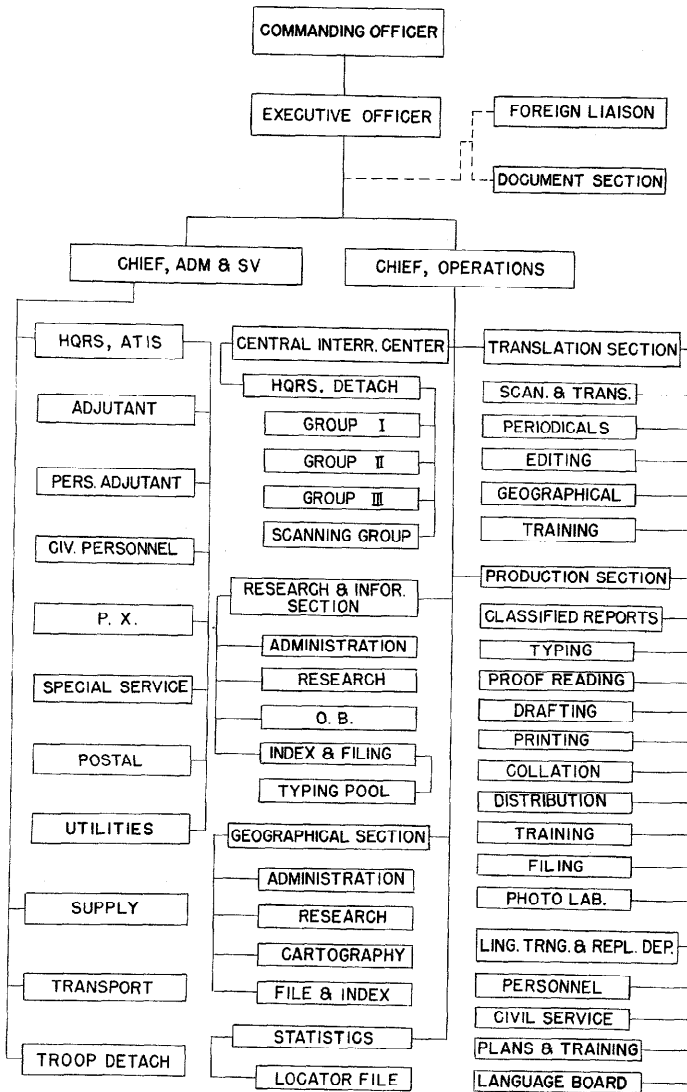 COMMANDING OFFICER
EXECUTIVE OFFICER
FOREIGN LIAISON
DOCUMENT SECTION
CHIEF, ADM & SV
CHIEF, OPERATIONS
HQRS, ATIS
ADJUTANT
PERS. ADJUTANT
CIV. PERSONNEL
P. X.
SPECIAL SERVICE
POSTAL
UTILITIES
SUPPLY
TRANSPORT
TROOP DETACH
CENTRAL INTERR. CENTER
HQRS. DETACH
GROUP I
GROUP II
GROUP III
SCANNING GROUP
RESEARCH & INFOR.
SECTION
ADMINISTRATION
RESEARCH
O. B.
INDEX & FILING
TYPING POOL
GEOGRAPHICAL SECTION
ADMINISTRATION
RESEARCH
CARTOGRAPHY
FILE & INDEX
STATISTICS
LOCATOR FILE
TRANSLATION SECTION
SCAN. & TRANS.
PERIODICALS
EDITING
GEOGRAPHICAL
TRAINING
PRODUCTION SECTION
CLASSIFIED REPORTS
TYPING
PROOF READING
DRAFTING
PRINTING
COLLATION
DISTRIBUTION
TRAINING
FILING
PHOTO LAB.
LING. TRNG. & REPL. DEP.
PERSONNEL
CIVIL SERVICE
PLANS & TRAINING
LANGUAGE BOARD